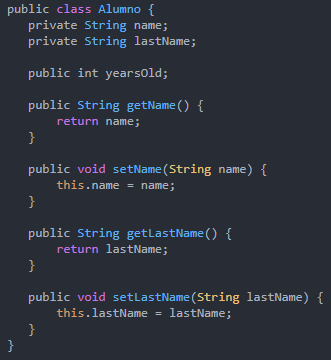 public class Alumno {
    private String name;
    private String lastName;

    public int yearsOld;

    public String getName() {
        return name;
    }

    public void setName(String name) {
        this.name = name;
    }

    public String getLastName() {
        return lastName;
    }

    public void setLastName(String lastName) {
        this.lastName = lastName;
    }
}